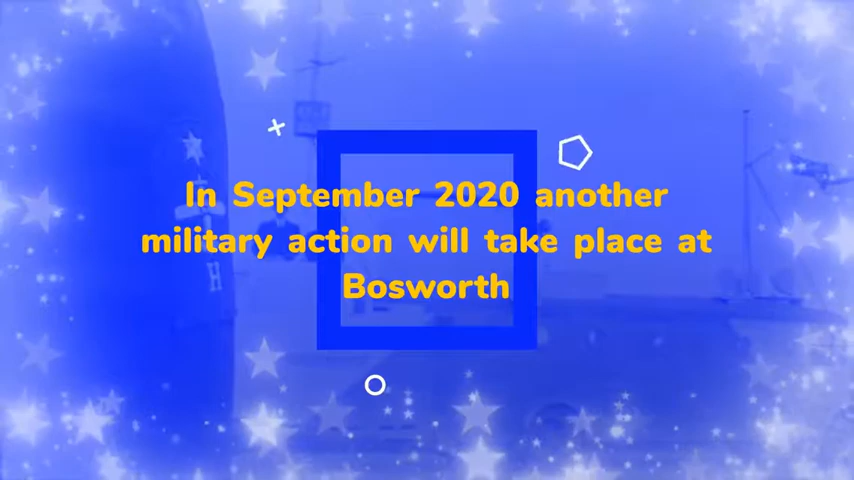 In September 2020 another
military action will take place at
Bosworth